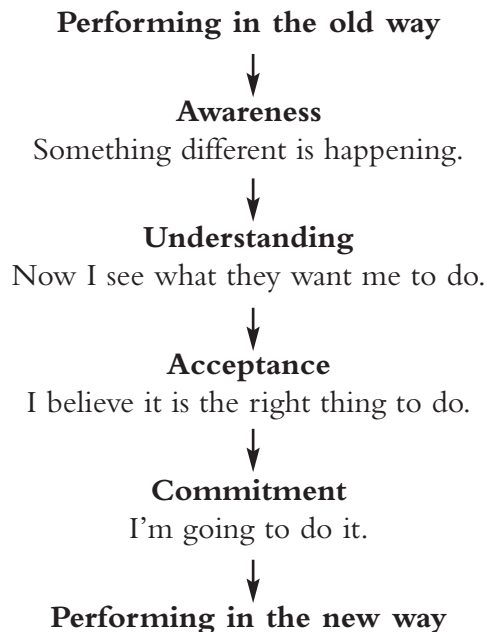 Performing in the old way
Awareness
Something different is happening.
Understanding
Now I see what they want me to do.
Acceptance
I believe it is the right thing to do.
Commitment
I’m going to do it.
Performing in the new way